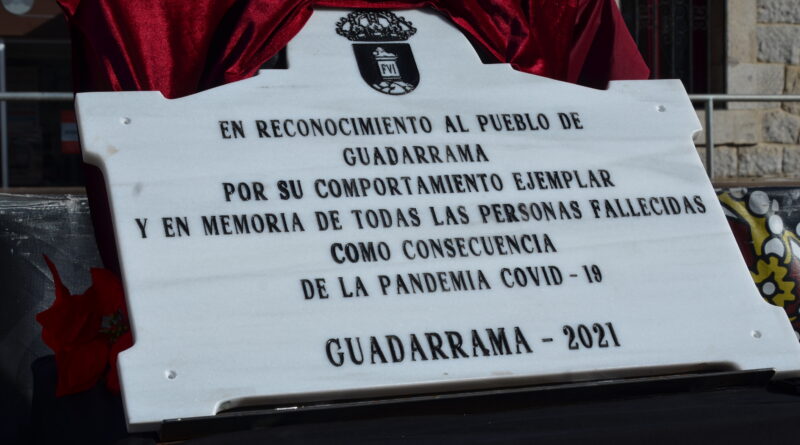 FVI
EN RECONOCIMIENTO AL PUEBLO DE
GUADARRAMA
POR SU COMPORTAMIENTO EJEMPLAR
Y EN MEMORIA DE TODAS LAS PERSONAS FALLECIDAS
COMO CONSECUENCIA
DE LA PANDEMIA COVID - 19
GUADARRAMA - 2021